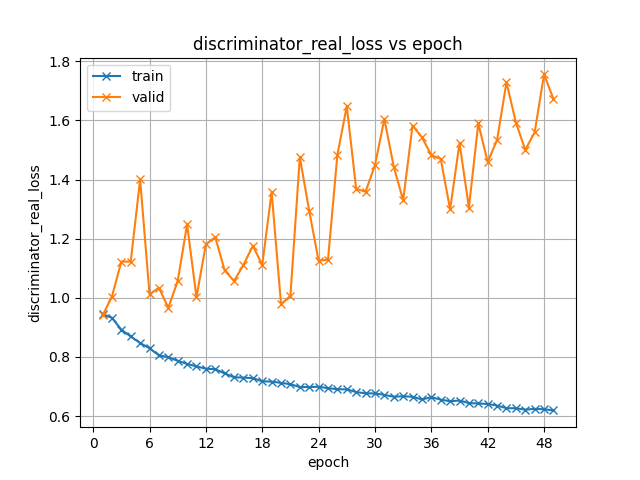 discriminator_real_loss vs epoch
train
valid
discriminator_real_loss
1.8
1.6
1.4
1.2
1.0
0.8
0.6
0 6 12 18 24 30 36 42 48
epoch